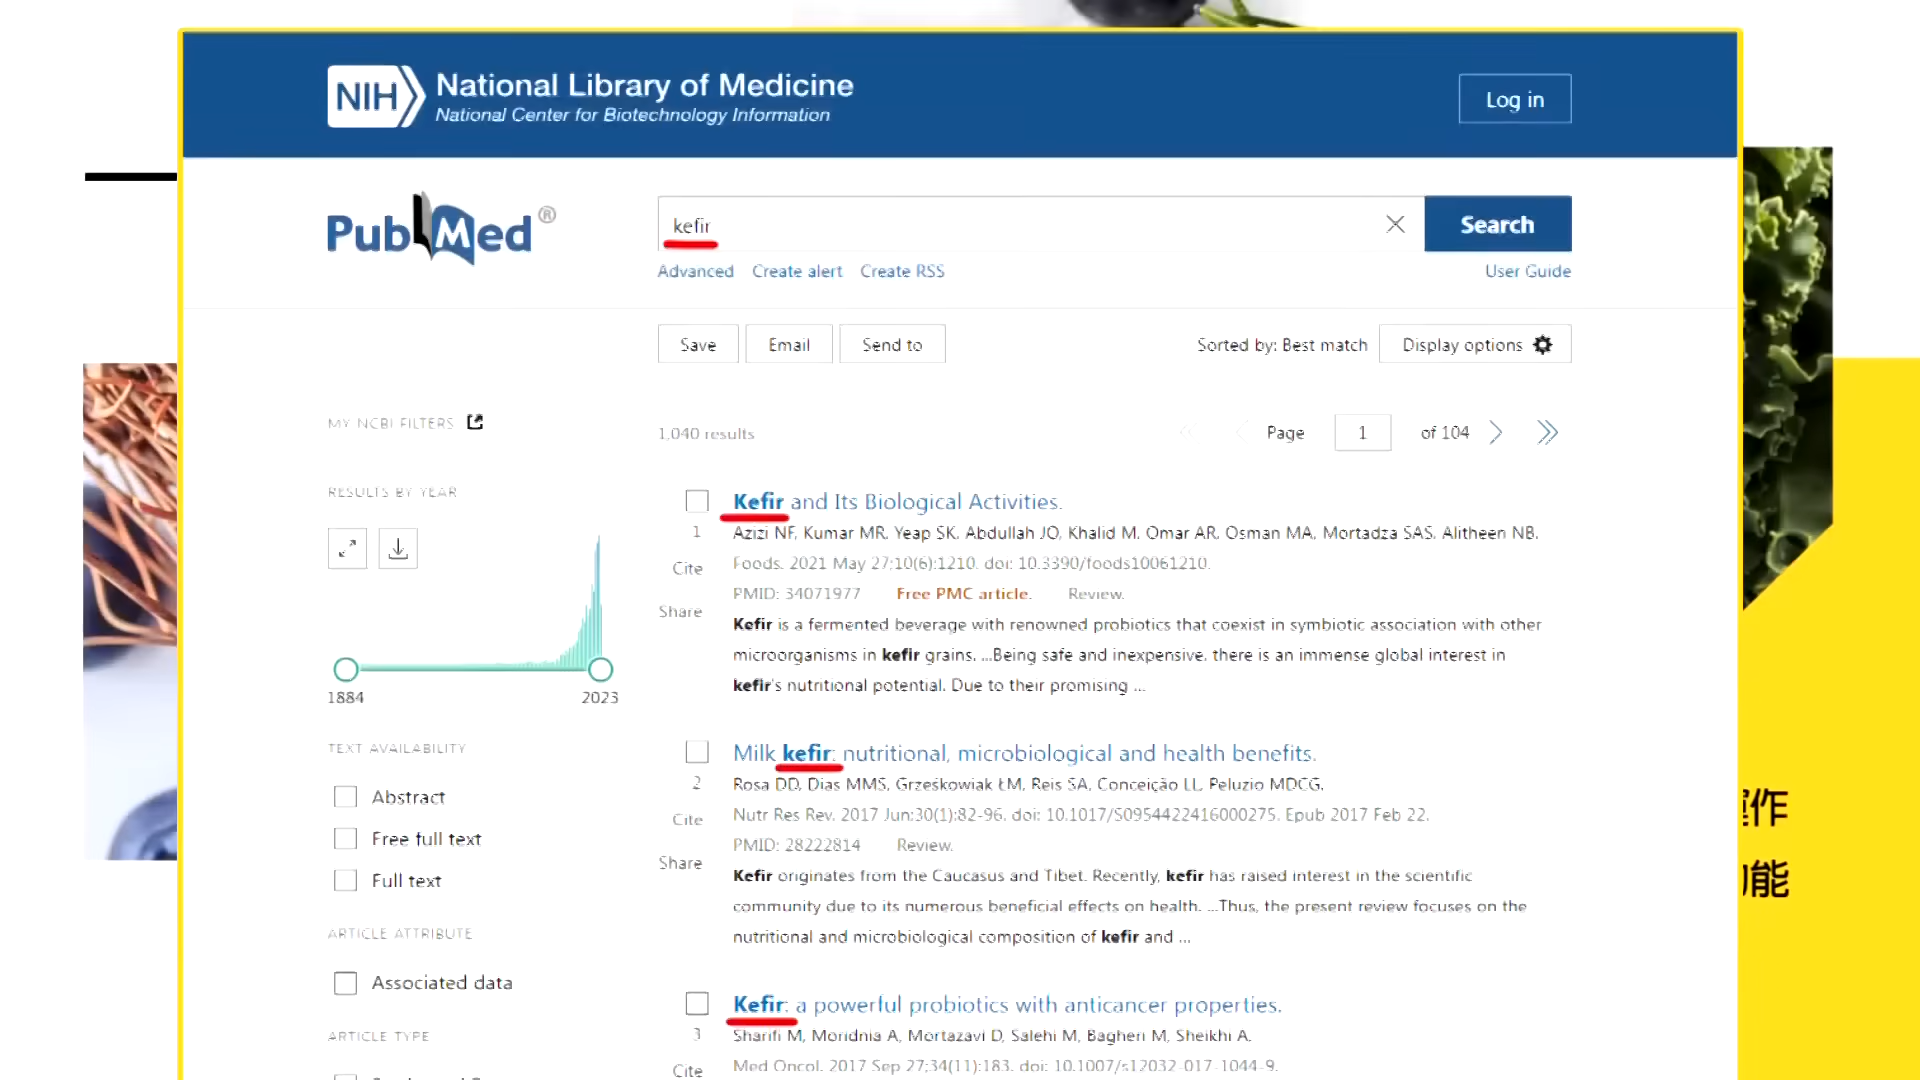 NIH
National Library of Medicine
National Center for Biotechnology Information
Log in
PubMed®
kefir
Search
Advanced
Create alert
Create RSS
User Guide
Save
Email
Send to
Sorted by: Best match
Display options
MY NCBI FILTERS
1,040 results
Page
1
of 104
RESULTS BY YEAR
1884
2023
TEXT AVAILABILITY
Abstract
Free full text
Full text
ARTICLE ATTRIBUTE
Associated data
ARTICLE TYPE
Kefir and Its Biological Activities.
1
Azizi NF, Kumar MR, Yeap SK, Abdullah JO, Khalid M, Omar AR, Osman MA, Mortadza SAS, Alitheen NB.
Cite
Foods. 2021 May 27;10(6):1210. doi: 10.3390/foods10061210.
PMID: 34071977
Free PMC article.
Review.
Share
Kefir is a fermented beverage with renowned probiotics that coexist in symbiotic association with other
microorganisms in kefir grains. ...Being safe and inexpensive, there is an immense global interest in
kefir's nutritional potential. Due to their promising ...
Milk kefir: nutritional, microbiological and health benefits.
2
Rosa DD, Dias MMS, Grześkowiak ŁM, Reis SA, Conceição LL, Peluzio MDCG.
Cite
Nutr Res Rev. 2017 Jun;30(1):82-96. doi: 10.1017/S0954422416000275. Epub 2017 Feb 22.
PMID: 28222814
Review.
Share
Kefir originates from the Caucasus and Tibet. Recently, kefir has raised interest in the scientific
community due to its numerous beneficial effects on health. ...Thus, the present review focuses on the
nutritional and microbiological composition of kefir and ...
Kefir: a powerful probiotics with anticancer properties.
3
Sharifi M, Moridnia A, Mortazavi D, Salehi M, Bagheri M, Sheikhi A.
Cite
Med Oncol. 2017 Sep 27;34(11):183. doi: 10.1007/s12032-017-1044-9.
作
能